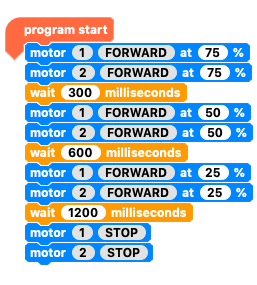 program start
motor 1 FORWARD at 75 %
motor 2 FORWARD at 75 %
wait 300 milliseconds
motor 1 FORWARD at 50 %
motor 2 FORWARD at 50 %
wait 600 milliseconds
motor 1 FORWARD at 25 %
motor 2 FORWARD at 25 %
wait 1200 milliseconds
motor 1 STOP
motor 2 STOP